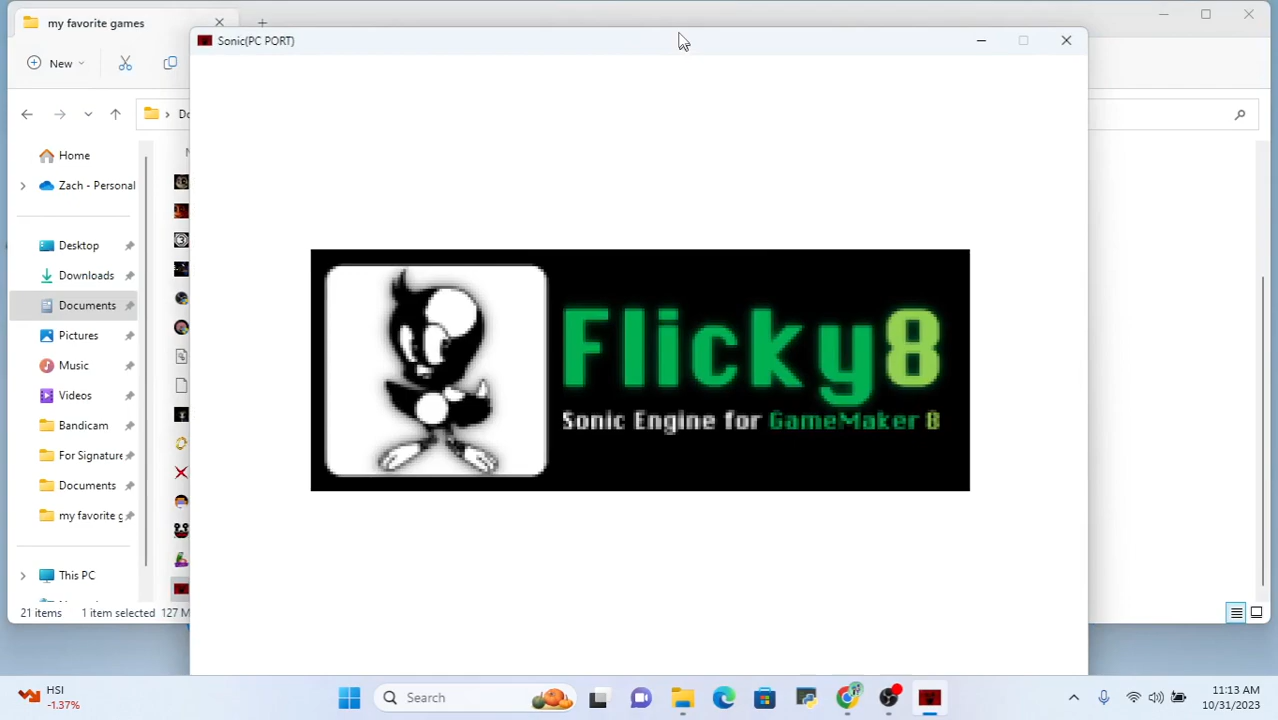 my favorite games
Sonic(PC PORT)
New
Home
Zach - Personal
Desktop
Downloads
Documents
Pictures
Music
Videos
Bandicam
For Signature
Documents
my favorite g
This PC
21 items 1 item selected 127 M
Flicky8
Sonic Engine for GameMaker 8
HSI
-1.37%
Search
11:13 AM
10/31/2023